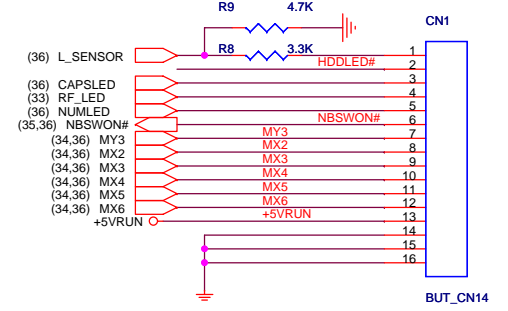 R9 4.7K
CN1
R8 3.3K
(36) L_SENSOR 1
HDDLED# 2
(36) CAPSLED 3
(33) RF_LED 4
(36) NUMLED 5
(35,36) NBSWON# NBSWON# 6
(34,36) MY3 MY3 7
(34,36) MX2 MX2 8
(34,36) MX3 MX3 9
(34,36) MX4 MX4 10
(34,36) MX5 MX5 11
(34,36) MX6 MX6 12
+5VRUN +5VRUN 13
14
15
16
BUT_CN14